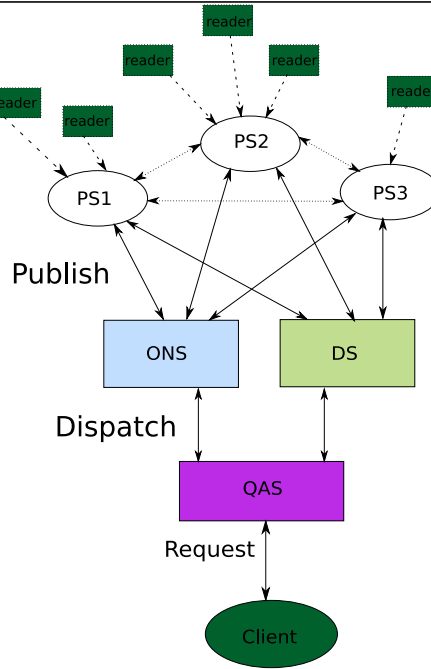 reader
reader
reader
reader
reader
reader
PS2
PS1
PS3
Publish
ONS
DS
Dispatch
QAS
Request
Client